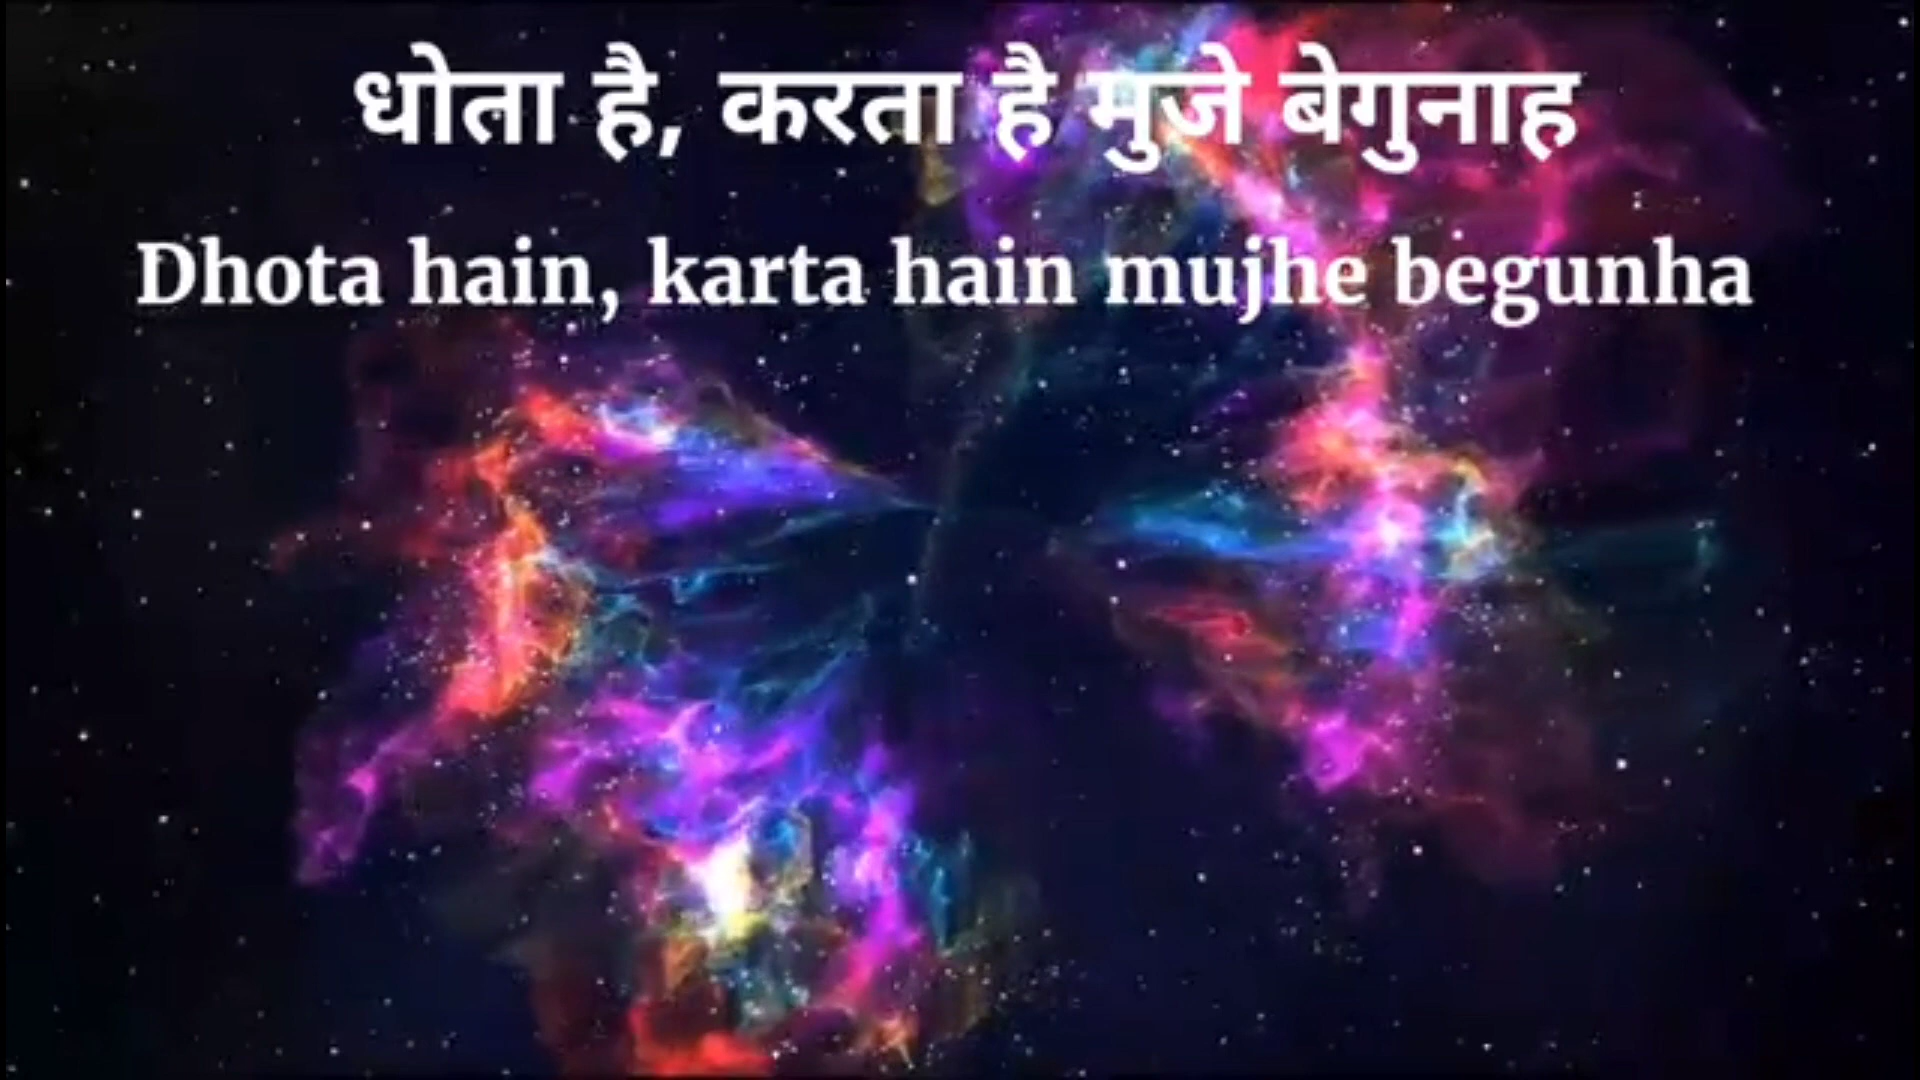 धोता है, करता है मुजे बेगुनाह
Dhota hain, karta hain mujhe begunha